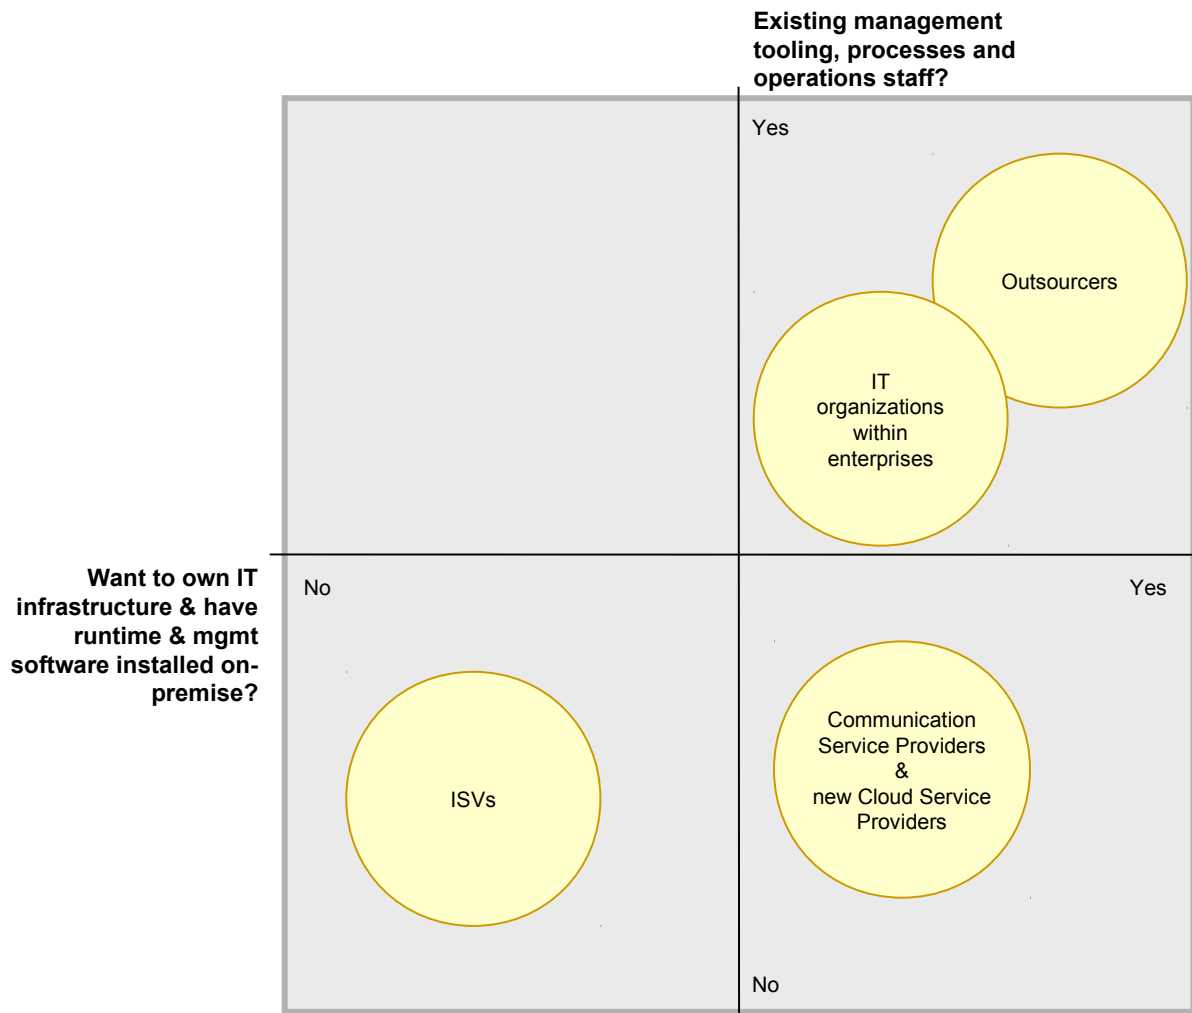 Existing management
tooling, processes and
operations staff?
Yes
Outsourcers
IT
organizations
within
enterprises
Want to own IT
infrastructure & have
runtime & mgmt
software installed on-
premise?
No
Yes
Communication
Service Providers
&
new Cloud Service
Providers
ISVs
No